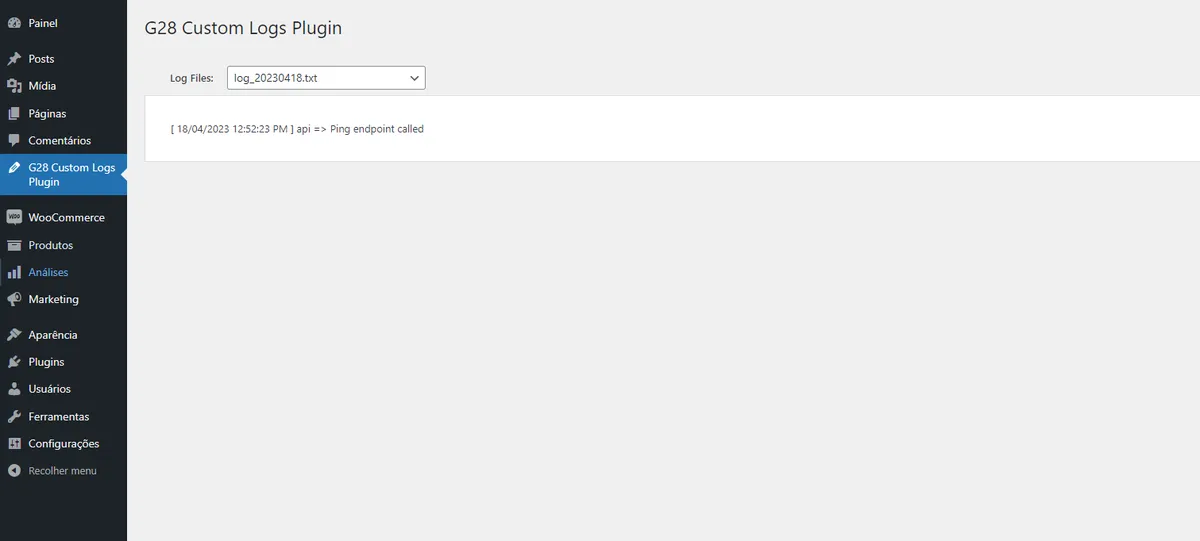 Painel
Posts
Mídia
Páginas
Comentários
G28 Custom Logs
Plugin
WOO WooCommerce
Produtos
Análises
Marketing
Aparência
Plugins
Usuários
Ferramentas
Configurações
Recolher menu
G28 Custom Logs Plugin
Log Files: log_20230418.txt
[ 18/04/2023 12:52:23 PM ] api => Ping endpoint called